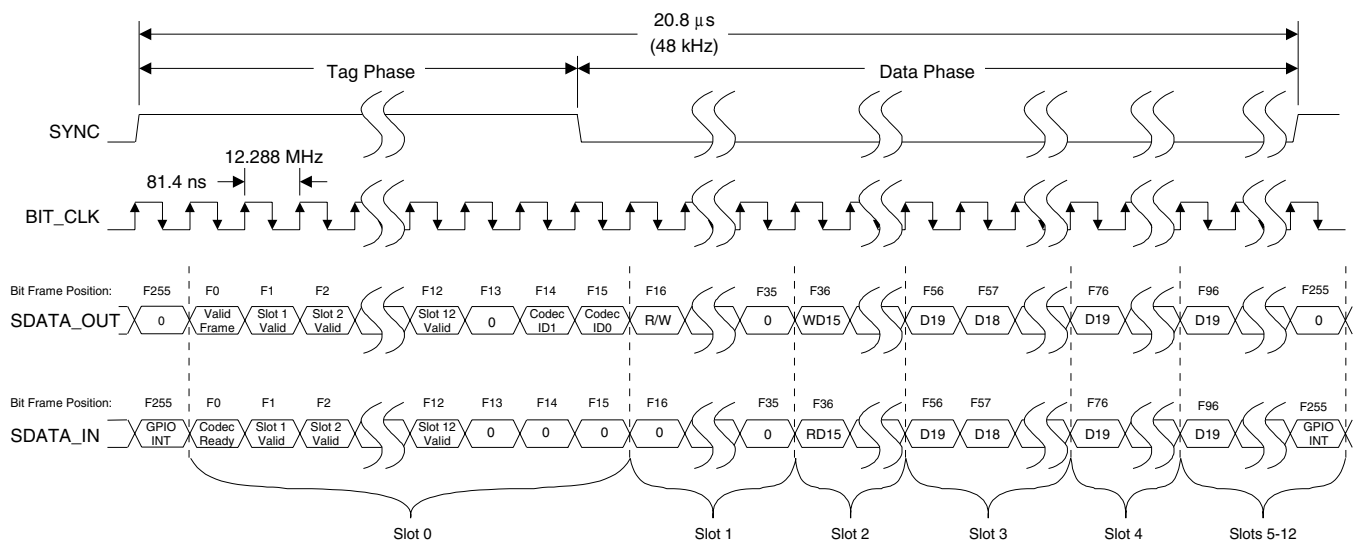 20.8 μs
(48 kHz)
Tag Phase
Data Phase
SYNC
12.288 MHz
81.4 ns
BIT_CLK
Bit Frame Position: F255 F0 F1 F2 F12 F13 F14 F15 F16 F35 F36 F56 F57 F76 F96 F255
SDATA_OUT 0 Valid Frame Slot 1 Valid Slot 2 Valid Slot 12 Valid 0 Codec ID1 Codec ID0 R/W 0 WD15 D19 D18 D19 D19 0
Bit Frame Position: F255 F0 F1 F2 F12 F13 F14 F15 F16 F35 F36 F56 F57 F76 F96 F255
SDATA_IN GPIO INT Codec Ready Slot 1 Valid Slot 2 Valid Slot 12 Valid 0 0 0 0 0 RD15 D19 D18 D19 D19 GPIO INT
Slot 0 Slot 1 Slot 2 Slot 3 Slot 4 Slots 5-12